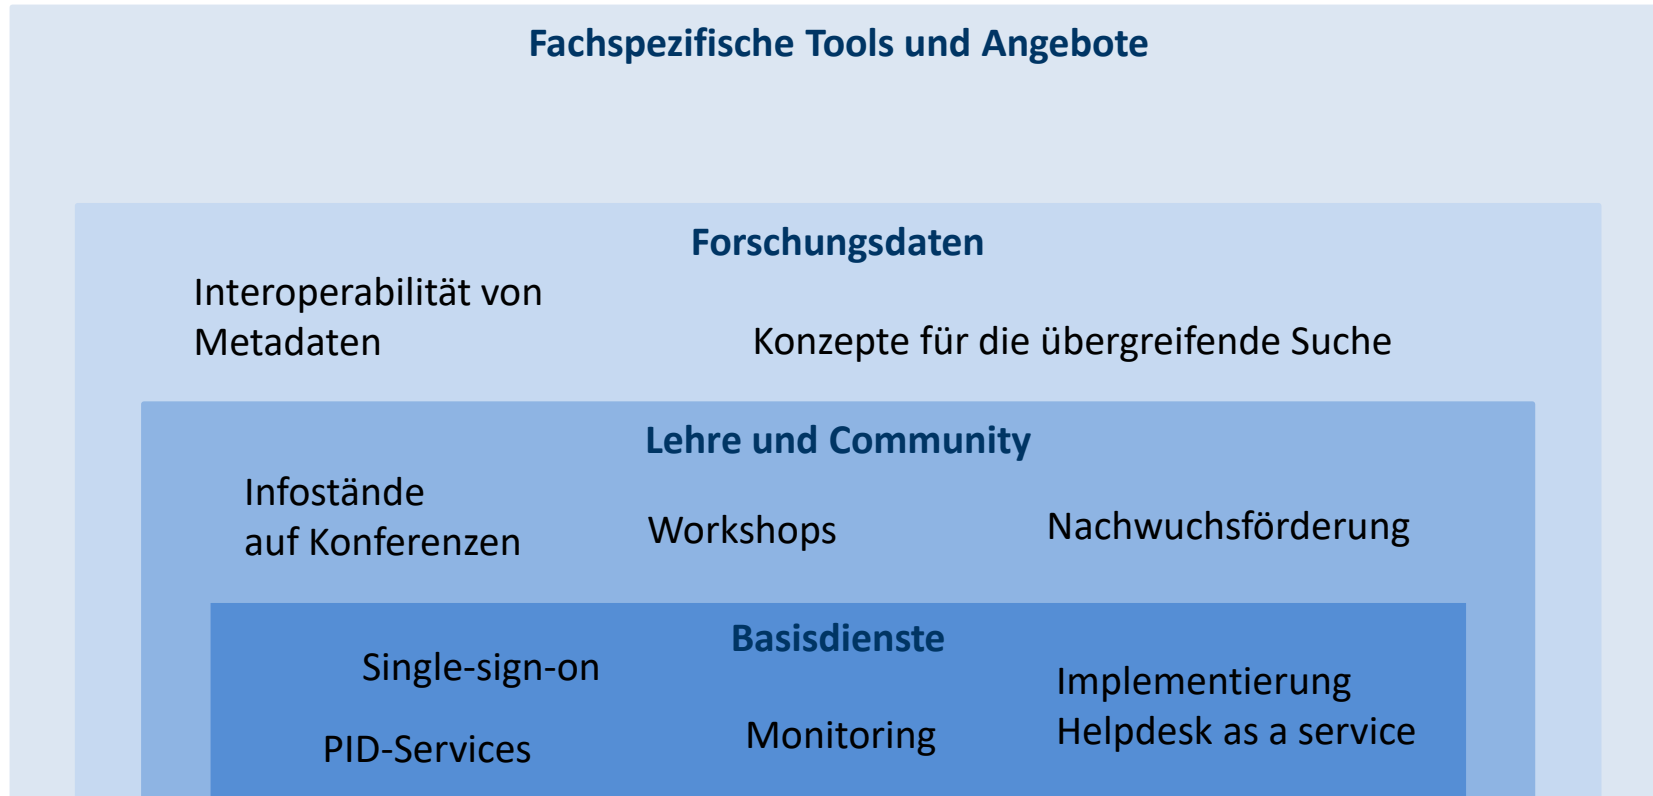 Fachspezifische Tools und Angebote
Forschungsdaten
Interoperabilität von
Metadaten
Konzepte für die übergreifende Suche
Lehre und Community
Infostände
auf Konferenzen
Workshops
Nachwuchsförderung
Basisdienste
Single-sign-on
PID-Services
Monitoring
Implementierung
Helpdesk as a service